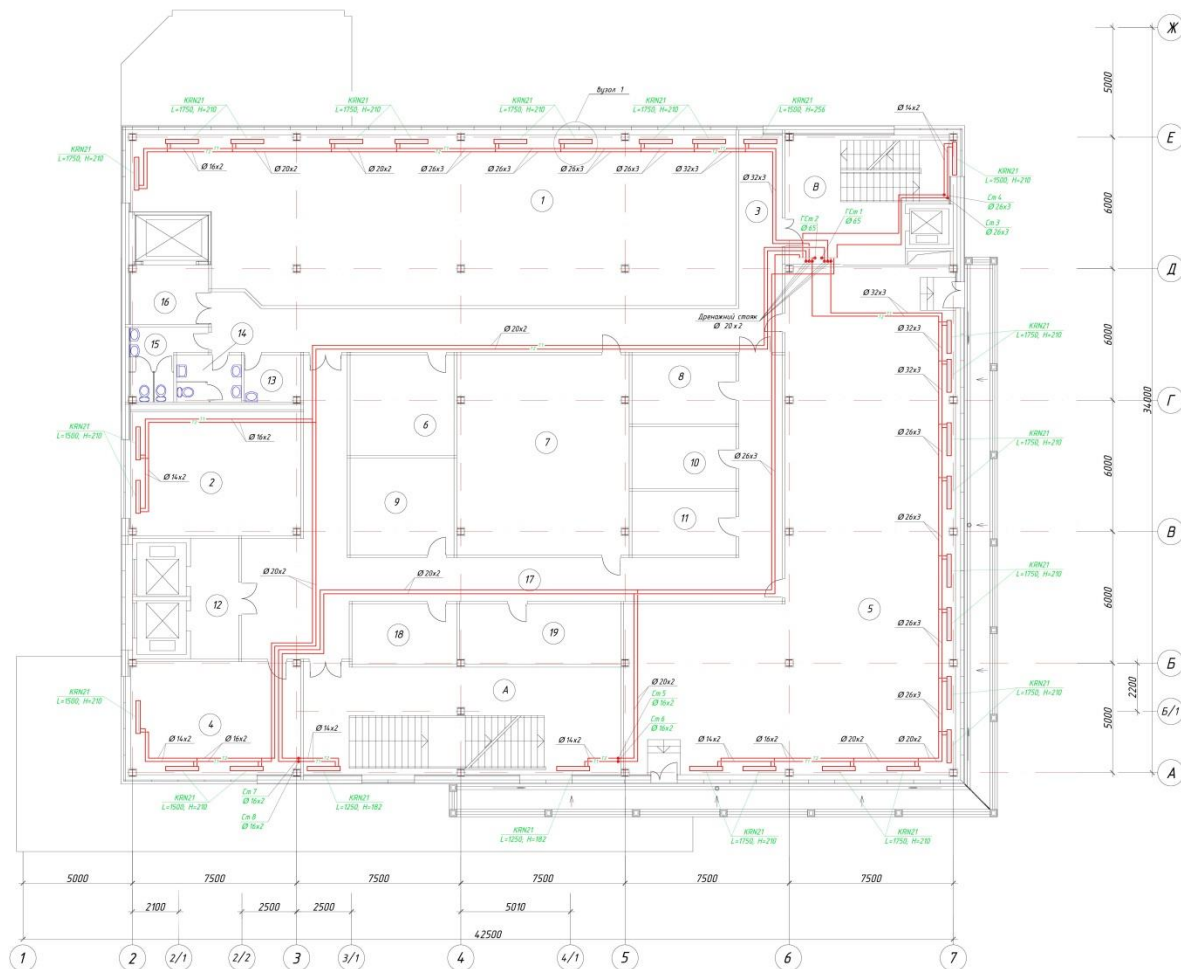 Ж
5000
Вузол 1
KRN21
L=1750, H=210
KRN21
L=1750, H=210
KRN21
L=1750, H=210
KRN21
L=1750, H=210
KRN21
L=1500, H=256
Ø 14x2
Е
KRN21
L=1750, H=210
Ø 16x2
Ø 20x2
Ø 20x2
Ø 26x3
Ø 26x3
Ø 26x3
Ø 26x3
Ø 32x3
Ø 32x3
KRN21
L=1500, H=210
В
1
3
Ст 4
Ø 26x3
Ст 3
Ø 26x3
ГСт 2
Ø 65
ГСт 1
Ø 65
6000
Д
16
Дренажний стояк
Ø 20 x 2
Ø 32x3
Ø 32x3
KRN21
L=1750, H=210
14
15
Ø 20x2
13
8
Ø 32x3
6000
34000
Г
KRN21
L=1500, H=210
Ø 16x2
6
7
Ø 26x3
KRN21
L=1750, H=210
Ø 14x2
2
10
Ø 26x3
9
11
6000
В
Ø 26x3
KRN21
L=1750, H=210
Ø 20x2
Ø 20x2
17
12
5
6000
18
19
Ø 26x3
Б
KRN21
L=1500, H=210
А
Ø 20x2
Ст 5
Ø 16x2
Ø 26x3
KRN21
L=1750, H=210
2200
Б/1
4
Ст 6
Ø 16x2
5000
Ø 14x2
Ø 16x2
Ø 14x2
Ø 14x2
Ø 14x2
Ø 16x2
Ø 20x2
Ø 20x2
А
KRN21
L=1500, H=210
Ст 7
Ø 16x2
Ст 8
Ø 16x2
KRN21
L=1250, H=182
KRN21
L=1250, H=182
KRN21
L=1750, H=210
KRN21
L=1750, H=210
5000
7500
7500
7500
7500
7500
2100
2500
2500
5010
42500
1
2
2/1
2/2
3
3/1
4
4/1
5
6
7